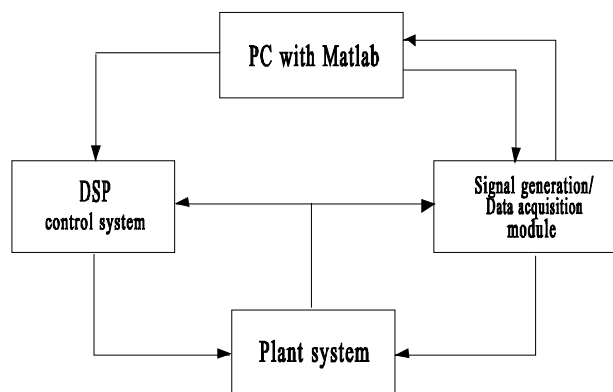 PC with Matlab
DSP
control system
Signal generation/
Data acquisition
module
Plant system